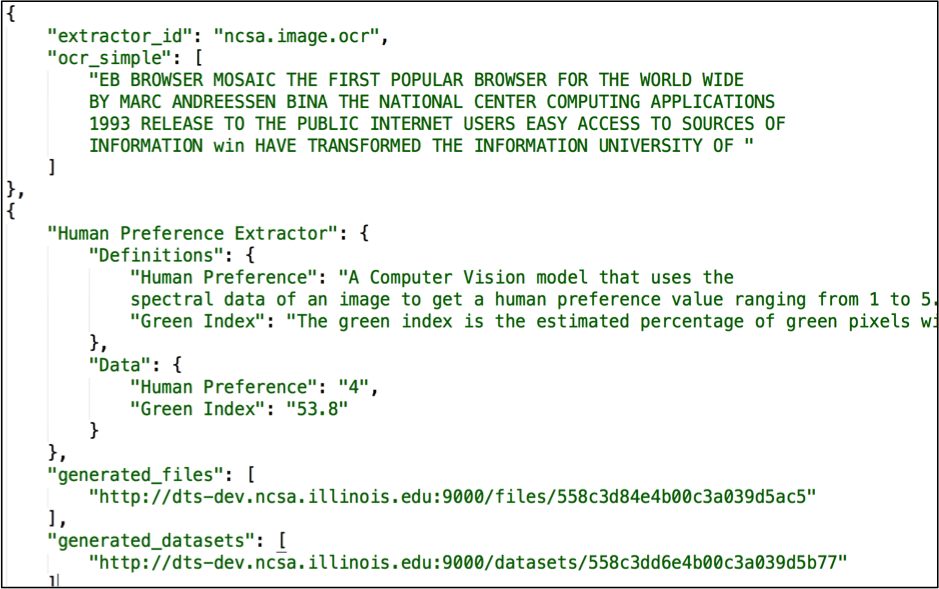 {
"extractor_id": "ncsa.image.ocr",
"ocr_simple": [
"EB BROWSER MOSAIC THE FIRST POPULAR BROWSER FOR THE WORLD WIDE
BY MARC ANDREESSEN BINA THE NATIONAL CENTER COMPUTING APPLICATIONS
1993 RELEASE TO THE PUBLIC INTERNET USERS EASY ACCESS TO SOURCES OF
INFORMATION win HAVE TRANSFORMED THE INFORMATION UNIVERSITY OF "
]
},
{
"Human Preference Extractor": {
"Definitions": {
"Human Preference": "A Computer Vision model that uses the
spectral data of an image to get a human preference value ranging from 1 to 5.
"Green Index": "The green index is the estimated percentage of green pixels wi
},
"Data": {
"Human Preference": "4",
"Green Index": "53.8"
}
},
"generated_files": [
"http://dts-dev.ncsa.illinois.edu:9000/files/558c3d84e4b00c3a039d5ac5"
],
"generated_datasets": [
"http://dts-dev.ncsa.illinois.edu:9000/datasets/558c3dd6e4b00c3a039d5b77"
]